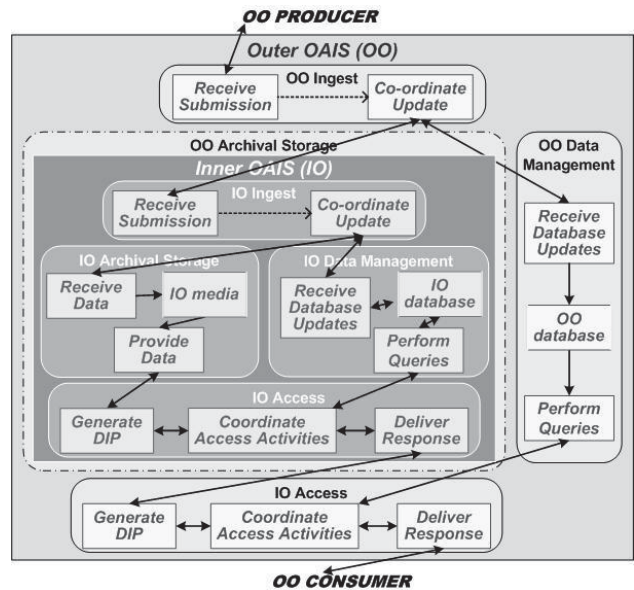 OO PRODUCER
Outer OAIS (OO)
OO Ingest
Receive
Submission
Co-ordinate
Update
OO Archival Storage
Inner OAIS (IO)
IO Ingest
Receive
Submission
Co-ordinate
Update
IO Archival Storage
Receive
Data
IO media
Provide
Data
IO Data Management
Receive
Database
Updates
IO
database
Perform
Queries
IO Access
Generate
DIP
Coordinate
Access Activities
Deliver
Response
OO Data
Management
Receive
Database
Updates
OO
database
Perform
Queries
IO Access
Generate
DIP
Coordinate
Access Activities
Deliver
Response
OO CONSUMER